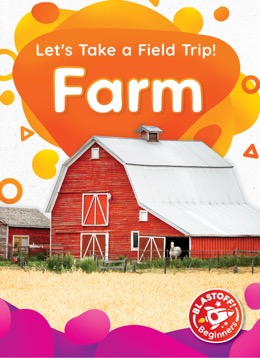 Let's Take a Field Trip!
Farm
BLASTOFF!
Beginners